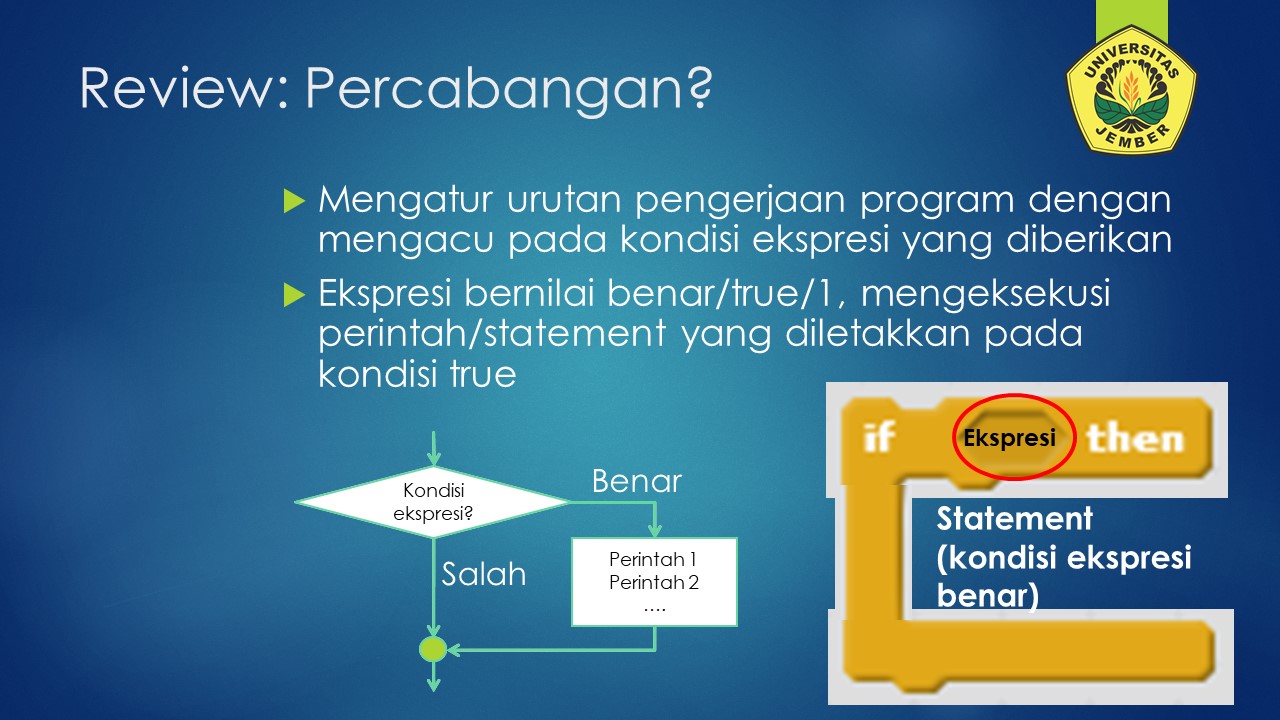 Review: Percabangan?
UNIVERSITAS
JEMBER
Mengatur urutan pengerjaan program dengan
mengacu pada kondisi ekspresi yang diberikan
Ekspresi bernilai benar/true/1, mengeksekusi
perintah/statement yang diletakkan pada
kondisi true
Kondisi
ekspresi?
Benar
Salah
Perintah 1
Perintah 2
....
if Ekspresi then
Statement
(kondisi ekspresi
benar)